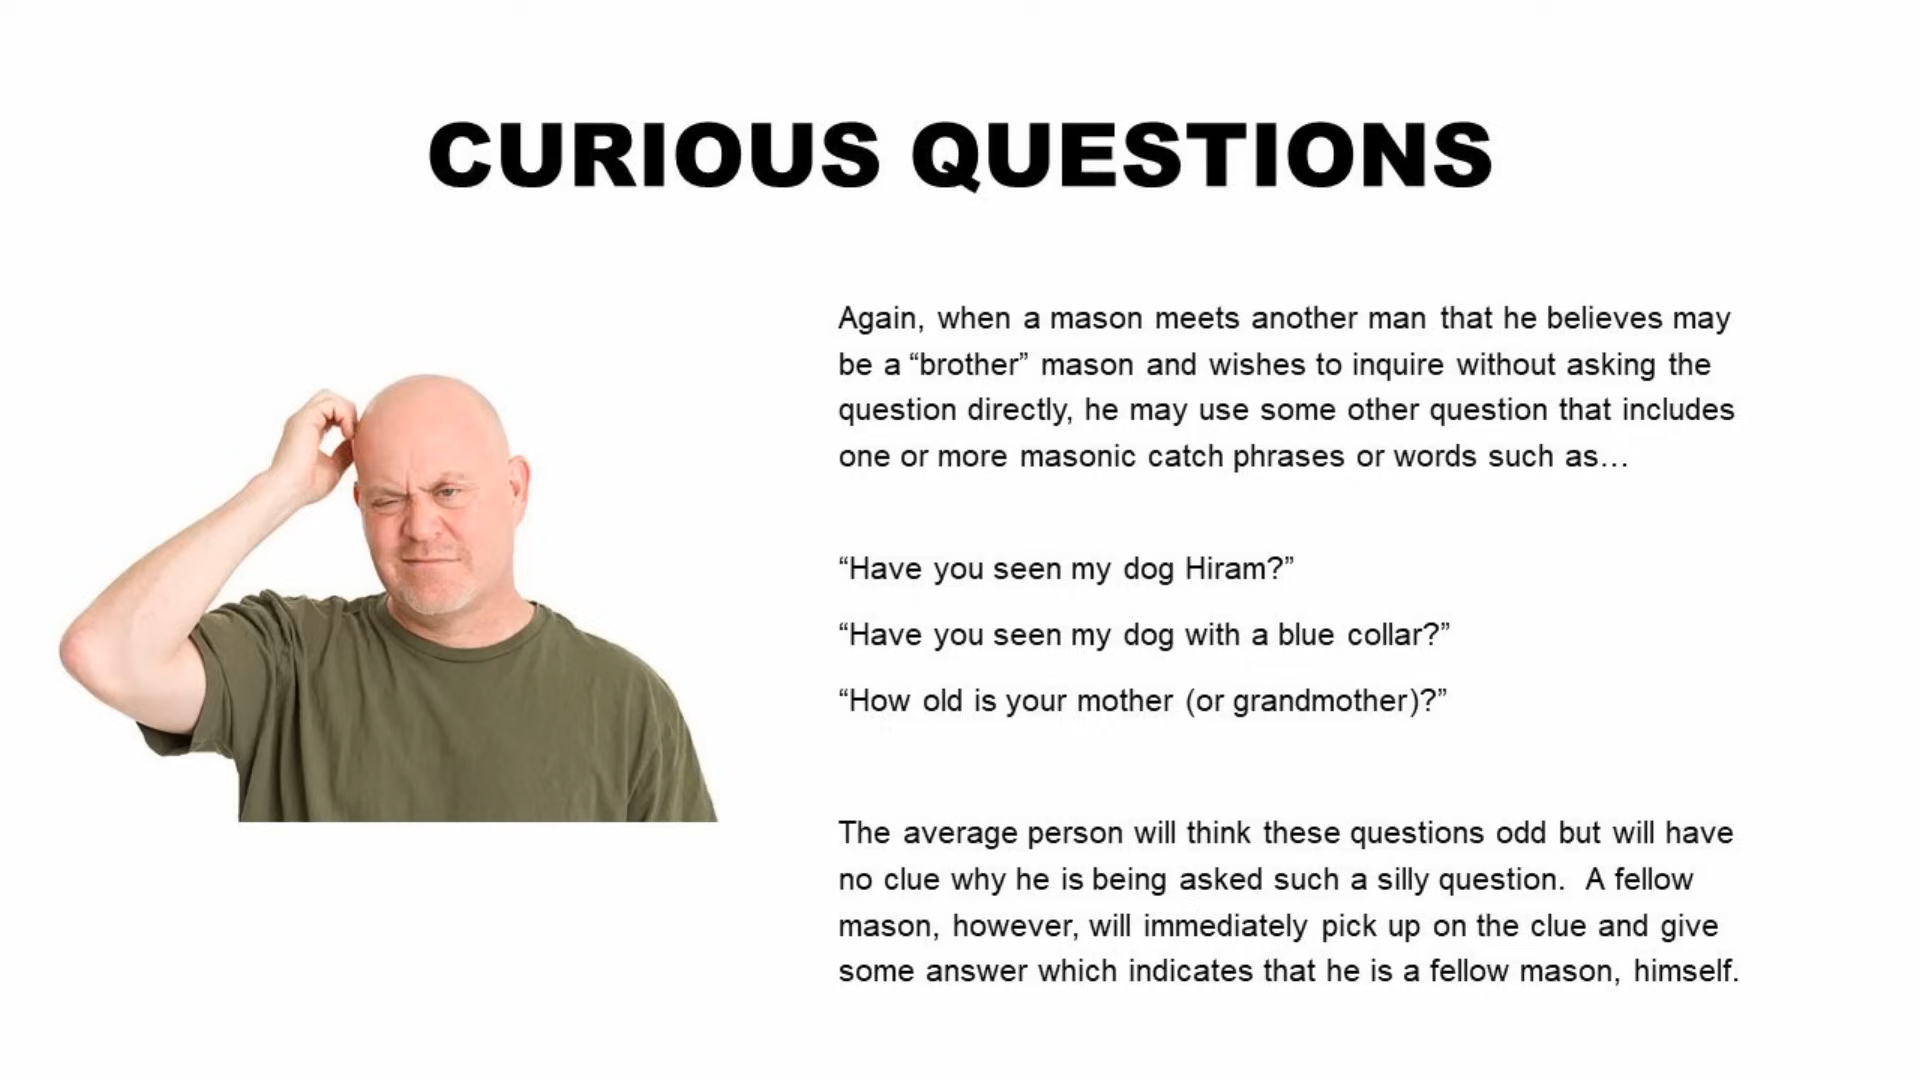 CURIOUS QUESTIONS
Again, when a mason meets another man that he believes may
be a “brother” mason and wishes to inquire without asking the
question directly, he may use some other question that includes
one or more masonic catch phrases or words such as…
“Have you seen my dog Hiram?”
“Have you seen my dog with a blue collar?”
“How old is your mother (or grandmother)?”
The average person will think these questions odd but will have
no clue why he is being asked such a silly question.  A fellow
mason, however, will immediately pick up on the clue and give
some answer which indicates that he is a fellow mason, himself.